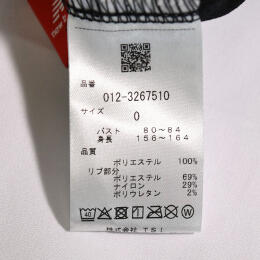 品番
012-3267510
サイズ
0
バスト 80~84
身長 156~164
品質
ポリエステル 100%
リブ部分
ポリエステル 69%
ナイロン 29%
ポリウレタン 2%
40
株式会社 TSI